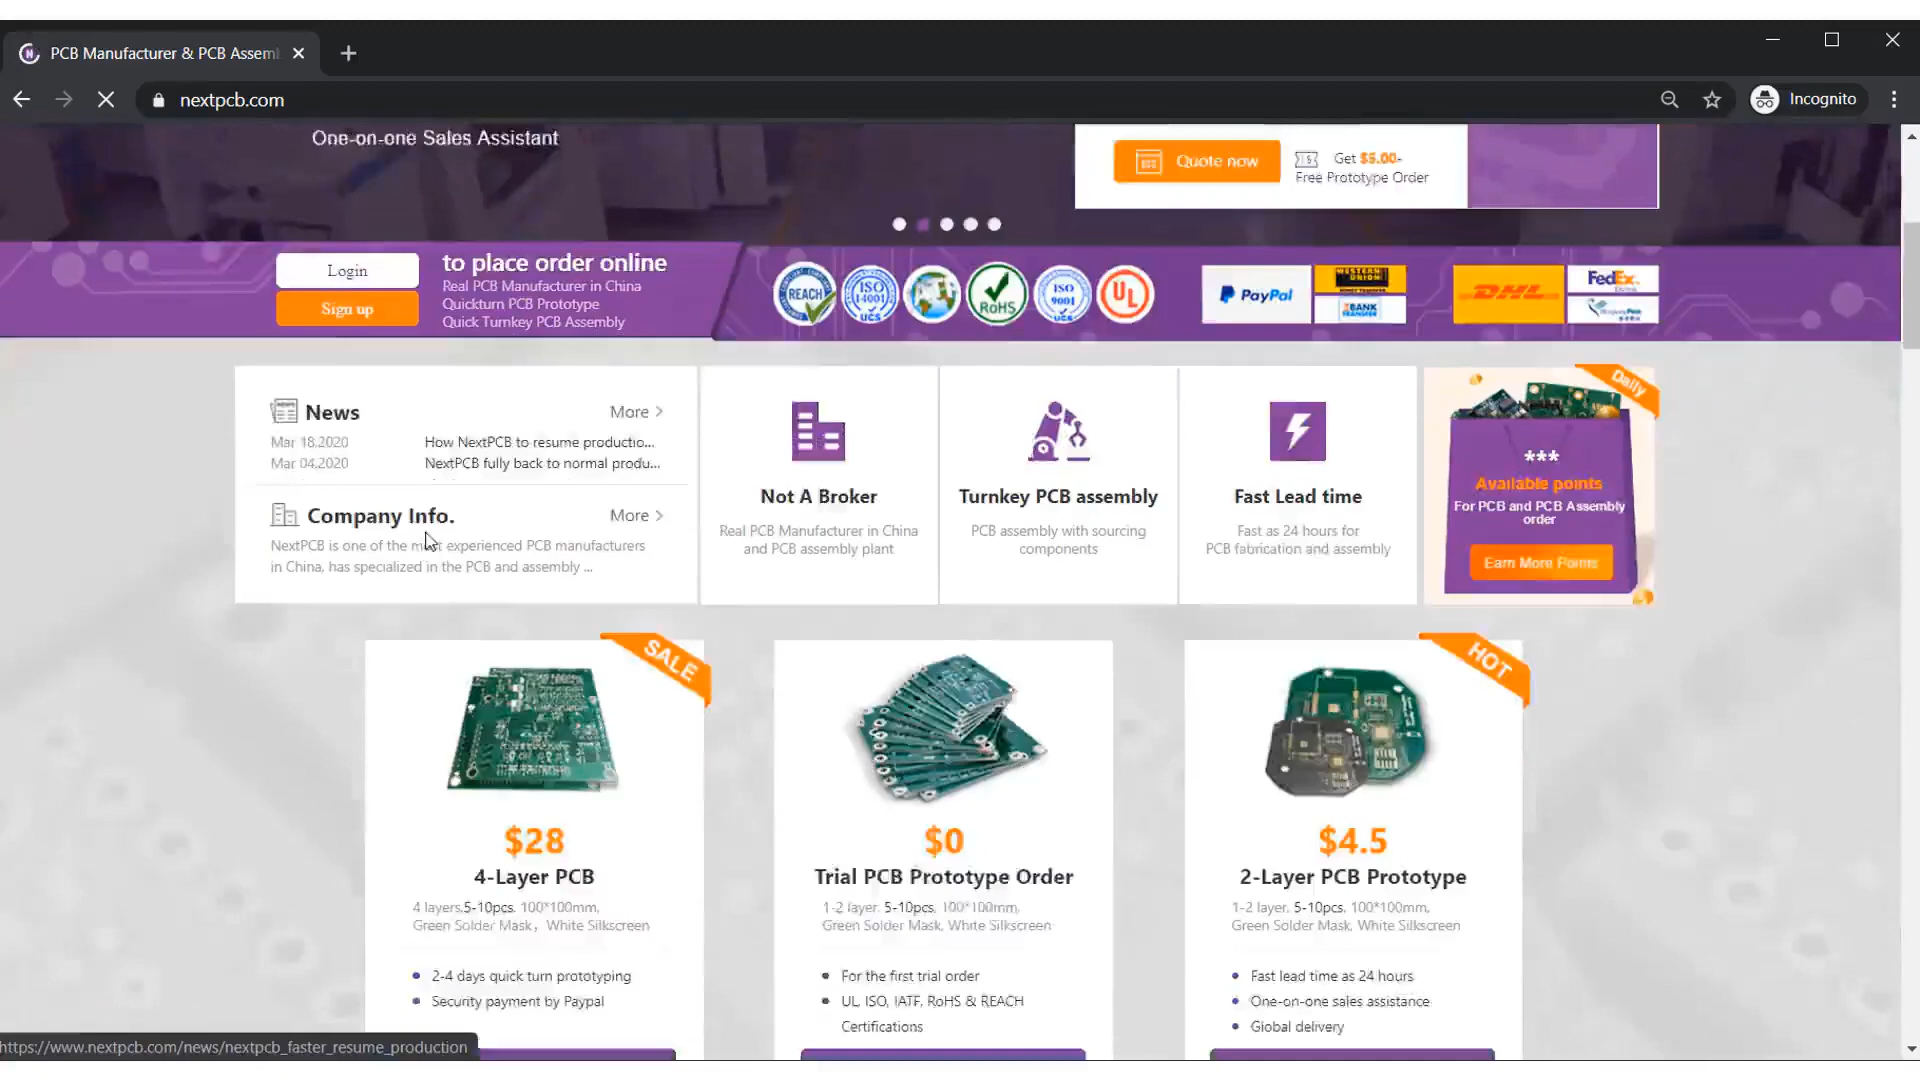 PCB Manufacturer & PCB Assem
nextpcb.com
Incognito
One-on-one Sales Assistant
Quote now
Get $5.00-
Free Prototype Order
Login
Sign up
to place order online
Real PCB Manufacturer in China
Quickturn PCB Prototype
Quick Turnkey PCB Assembly
REACH
ISO
14001
UCS
RoHS
ISO
9001
UCS
UL
PayPal
WESTERN
UNION
BANK
TRANSFER
DHL
FedEx
News
More
Mar 18.2020
How NextPCB to resume productio...
Mar 04.2020
NextPCB fully back to normal produ...
Company Info.
More
NextPCB is one of the most experienced PCB manufacturers
in China, has specialized in the PCB and assembly ...
Not A Broker
Real PCB Manufacturer in China
and PCB assembly plant
Turnkey PCB assembly
PCB assembly with sourcing
components
Fast Lead time
Fast as 24 hours for
PCB fabrication and assembly
Daily
***
Available points
For PCB and PCB Assembly
order
Earn More Points
SALE
$28
4-Layer PCB
4 layers,5-10pcs, 100*100mm,
Green Solder Mask, White Silkscreen
2-4 days quick turn prototyping
Security payment by Paypal
$0
Trial PCB Prototype Order
1-2 layer, 5-10pcs, 100*100mm,
Green Solder Mask, White Silkscreen
For the first trial order
UL, ISO, IATF, RoHS & REACH
Certifications
HOT
$4.5
2-Layer PCB Prototype
1-2 layer, 5-10pcs, 100*100mm,
Green Solder Mask, White Silkscreen
Fast lead time as 24 hours
One-on-one sales assistance
Global delivery
https://www.nextpcb.com/news/nextpcb_faster_resume_production